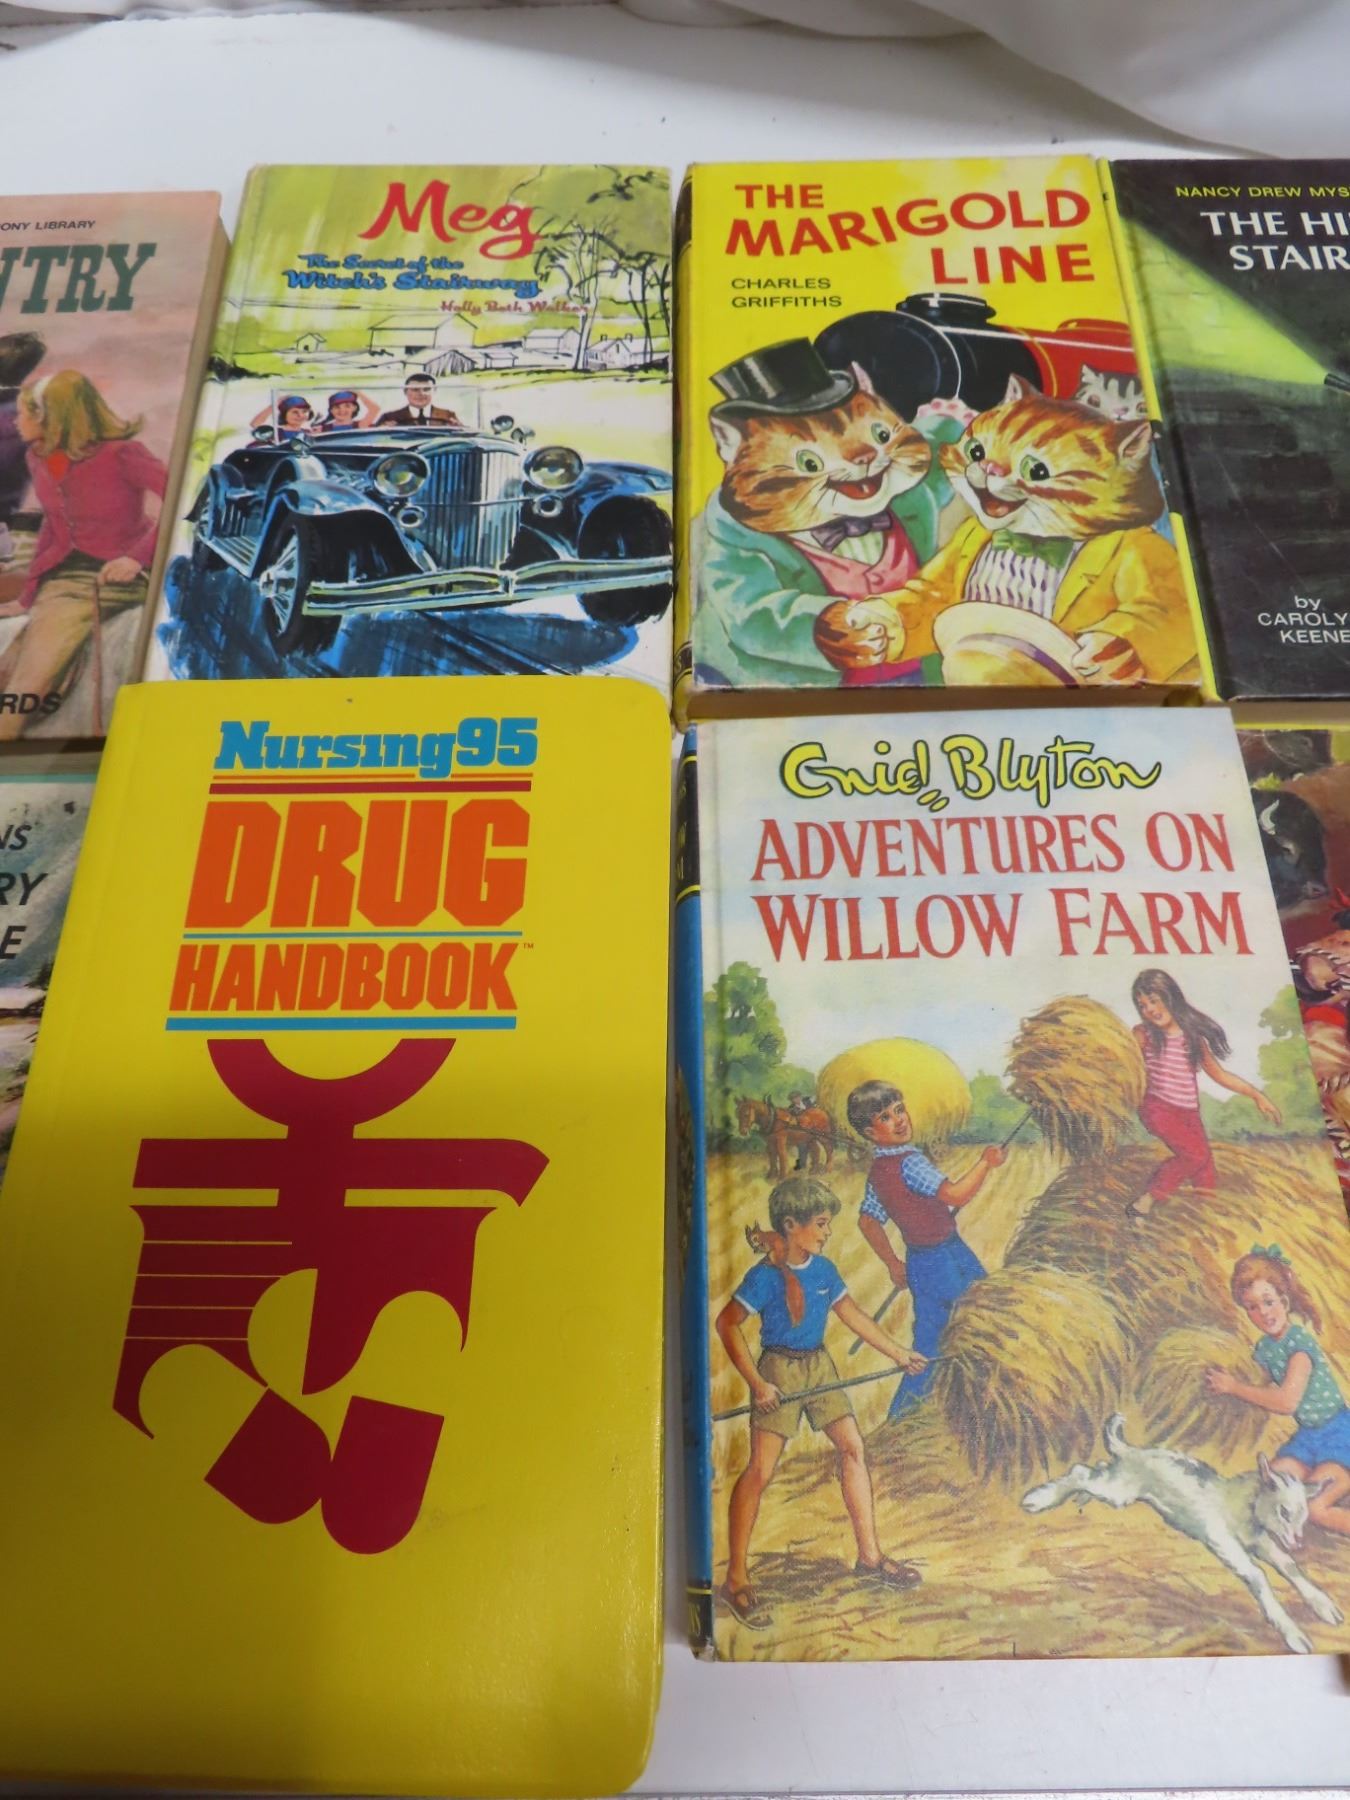 ONY LIBRARY
NTRY
RDS
Meg
The Secret of the
Witch's Stairway
Holly Beth Walker
THE
MARIGOLD
LINE
CHARLES
GRIFFITHS
NANCY DREW MYS
THE HI
STAIR
by
CAROLY
KEENE
NS
RY
E
Nursing95
DRUG
HANDBOOK™
Enid Blyton
ADVENTURES ON
WILLOW FARM